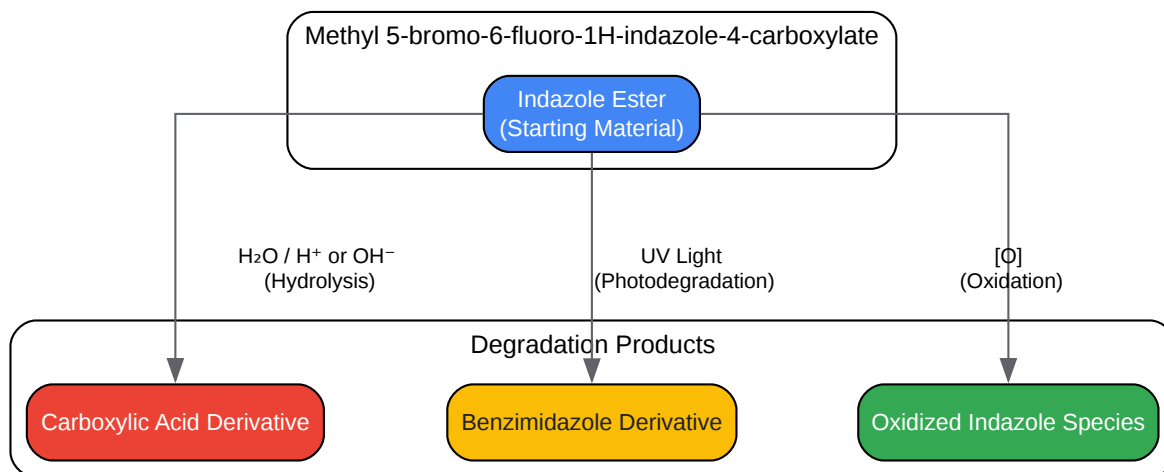 Methyl 5-bromo-6-fluoro-1H-indazole-4-carboxylate
Indazole Ester
(Starting Material)
H₂O / H⁺ or OH⁻
(Hydrolysis)
UV Light
(Photodegradation)
[O]
(Oxidation)
Degradation Products
Carboxylic Acid Derivative
Benzimidazole Derivative
Oxidized Indazole Species